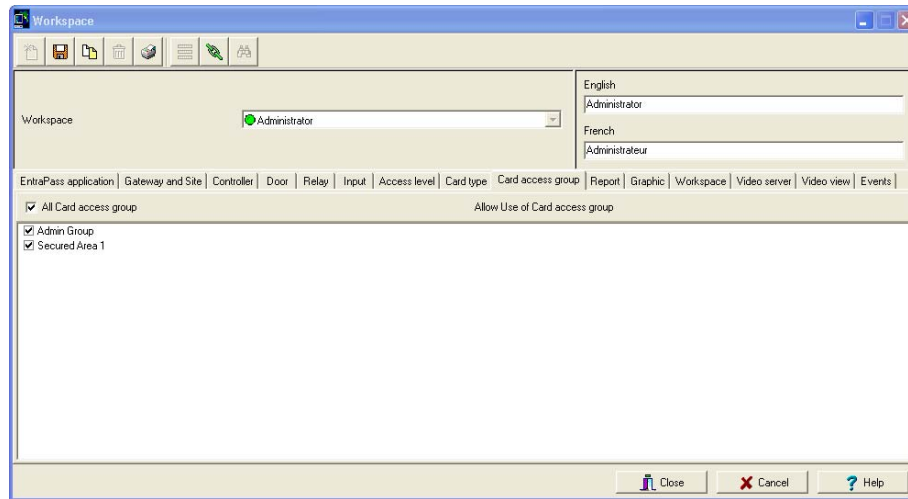 Workspace
English
Administrator
Workspace
Administrator
French
Administrateur
EntraPass application Gateway and Site Controller Door Relay Input Access level Card type Card access group Report Graphic Workspace Video server Video view Events
All Card access group Allow Use of Card access group
Admin Group
Secured Area 1
Close Cancel ? Help